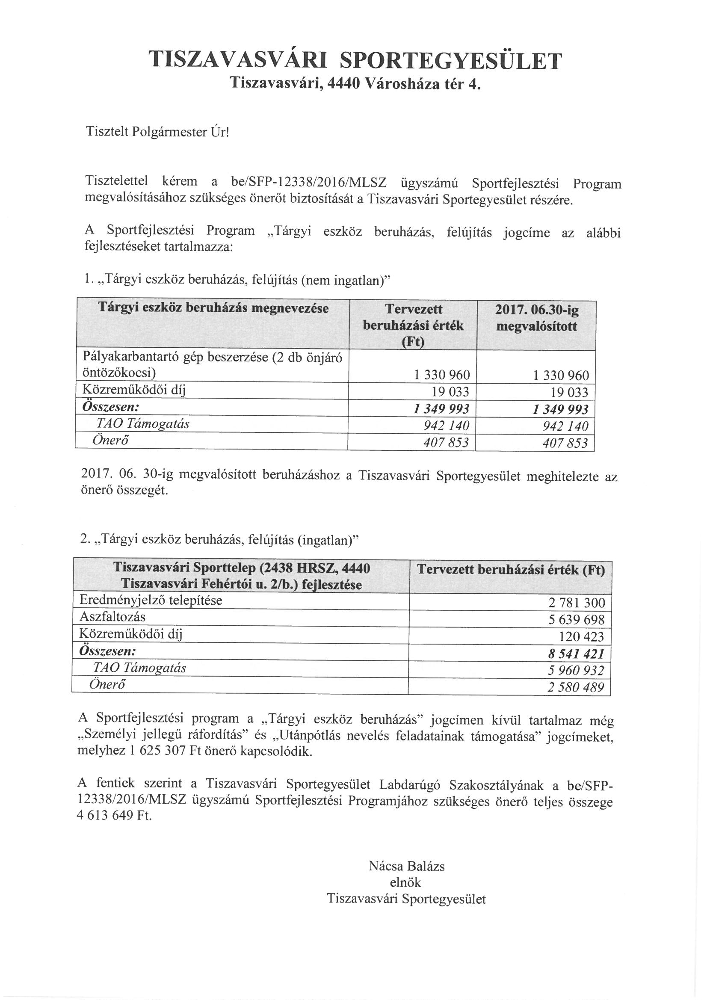 TISZAVASVÁRI SPORTEGYESÜLET
Tiszavasvári, 4440 Városháza tér 4.
Tisztelt Polgármester Úr!
Tisztelettel kérem a be/SFP-12338/2016/MLSZ ügyszámú Sportfejlesztési Program
megvalósításához szükséges önerőt biztosítását a Tiszavasvári Sportegyesület részére.
A Sportfejlesztési Program „Tárgyi eszköz beruházás, felújítás jogcíme az alábbi
fejlesztéseket tartalmazza:
1. „Tárgyi eszköz beruházás, felújítás (nem ingatlan)”
Tárgyi eszköz beruházás megnevezése Tervezett 2017. 06.30-ig
beruházási érték megvalósított
(Ft)
Pályakarbantartó gép beszerzése (2 db önjáró
öntözőkocsi) 1 330 960 1 330 960
Közreműködői díj 19 033 19 033
Összesen: 1 349 993 1 349 993
TAO Támogatás 942 140 942 140
Önerő 407 853 407 853
2017. 06. 30-ig megvalósított beruházáshoz a Tiszavasvári Sportegyesület meghitelezte az
önerő összegét.
2. „Tárgyi eszköz beruházás, felújítás (ingatlan)”
Tiszavasvári Sporttelep (2438 HRSZ, 4440 Tervezett beruházási érték (Ft)
Tiszavasvári Fehértói u. 2/b.) fejlesztése
Eredményjelző telepítése 2 781 300
Aszfaltozás 5 639 698
Közreműködői díj 120 423
Összesen: 8 541 421
TAO Támogatás 5 960 932
Önerő 2 580 489
A Sportfejlesztési program a „Tárgyi eszköz beruházás” jogcímen kívül tartalmaz még
„Személyi jellegű ráfordítás” és „Utánpótlás nevelés feladatainak támogatása” jogcímeket,
melyhez 1 625 307 Ft önerő kapcsolódik.
A fentiek szerint a Tiszavasvári Sportegyesület Labdarúgó Szakosztályának a be/SFP-
12338/2016/MLSZ ügyszámú Sportfejlesztési Programjához szükséges önerő teljes összege
4 613 649 Ft.
Nácsa Balázs
elnök
Tiszavasvári Sportegyesület